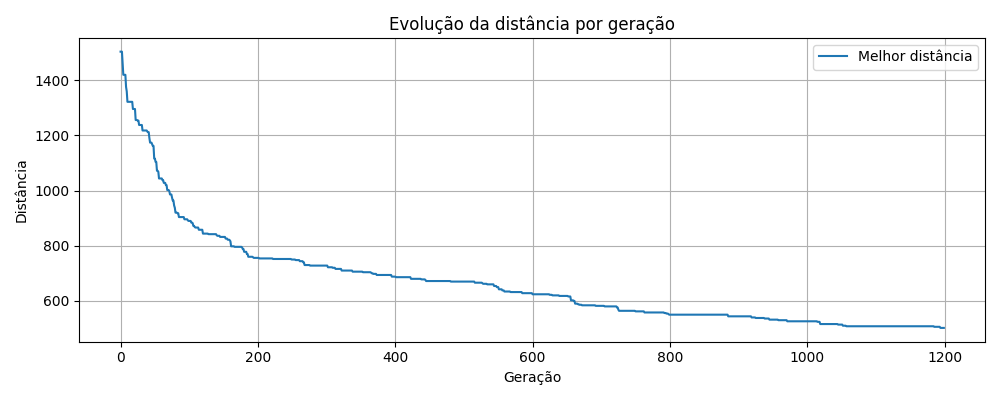 Evolução da distância por geração
Melhor distância
Distância
1400
1200
1000
800
600
0 200 400 600 800 1000 1200
Geração